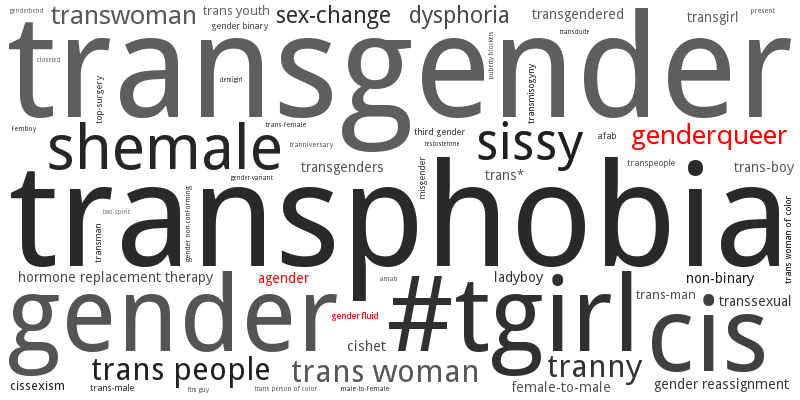 genderbend
transwoman
trans youth
sex-change
dysphoria
transgendered
transgirl
present
gender binary
transdude
transgender
closeted
top-surgery
demigirl
puberty blockers
transmisogyny
Femboy
shemale
trans-Female
tranniversary
third gender
testosterone
sissy
afab
genderqueer
gender-variant
transgenders
misgender
trans*
transpeople
trans-boy
transphobia
two-spirit
transman
gender non.conforming
trans woman of color
hormone replacement therapy
agender
amab
ladyboy
non-binary
gender
genderfluid
#tgirl
trans-man
transsexual
cishet
cis
trans people
trans woman
tranny
cissexism
trans-male
ftm guy
trans person of color
male-to-Female
female-to-male
gender reassignment